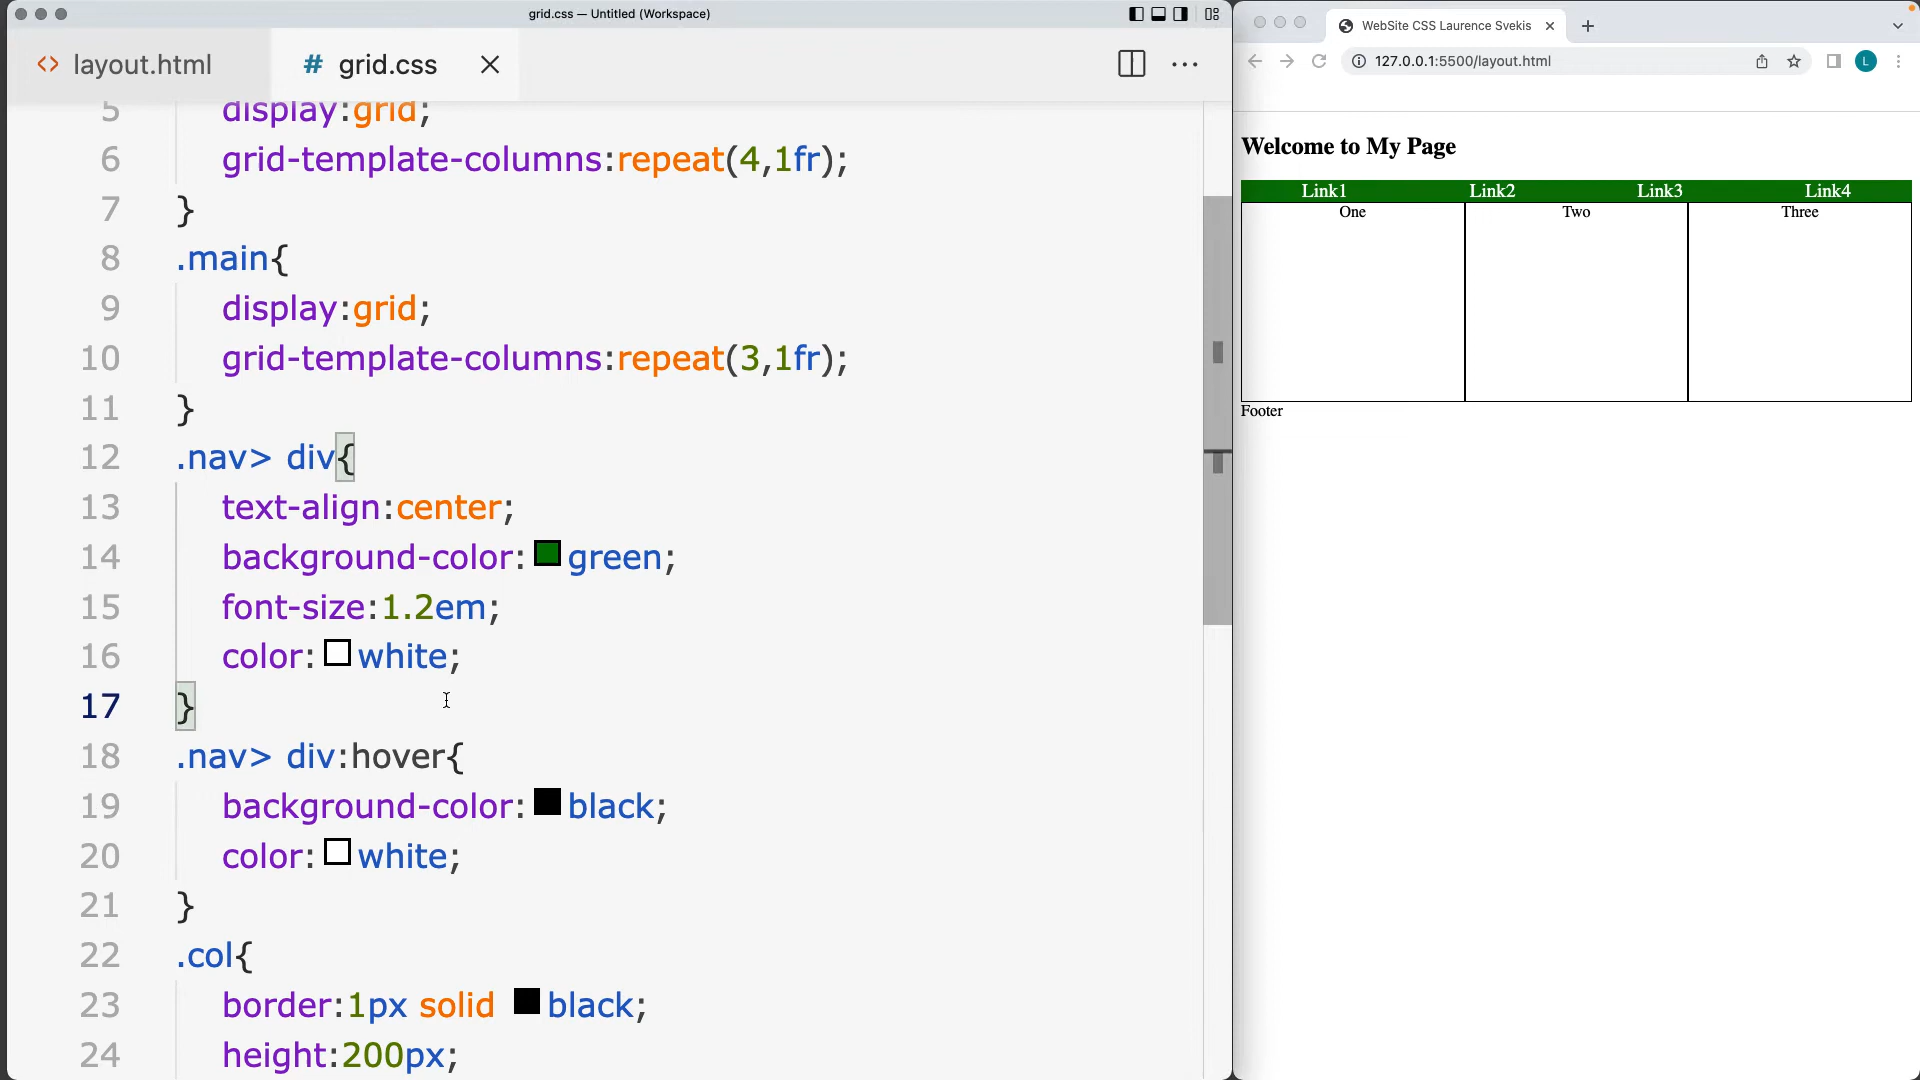 grid.css — Untitled (Workspace)
layout.html
# grid.css
5 display:grid;
6 grid-template-columns:repeat(4,1fr);
7 }
8 .main{
9 display:grid;
10 grid-template-columns:repeat(3,1fr);
11 }
12 .nav> div{
13 text-align:center;
14 background-color:green;
15 font-size:1.2em;
16 color:white;
17 }
18 .nav> div:hover{
19 background-color:black;
20 color:white;
21 }
22 .col{
23 border:1px solid black;
24 height:200px;
WebSite CSS Laurence Svekis
127.0.0.1:5500/layout.html
L
Welcome to My Page
Link1 Link2 Link3 Link4
One Two Three
Footer